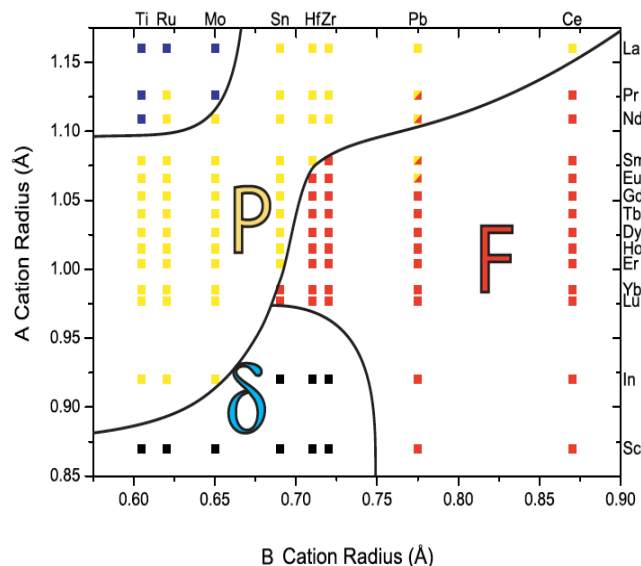 Ti Ru Mo Sn Hf Zr Pb Ce
1.15
1.10
1.05
1.00
0.95
0.90
0.85
A Cation Radius (Å)
La
Pr
Nd
Sm
Eu
Gd
Tb
Dy
Ho
Er
Yb
Lu
In
Sc
P
F
δ
0.60 0.65 0.70 0.75 0.80 0.85 0.90
B Cation Radius (Å)